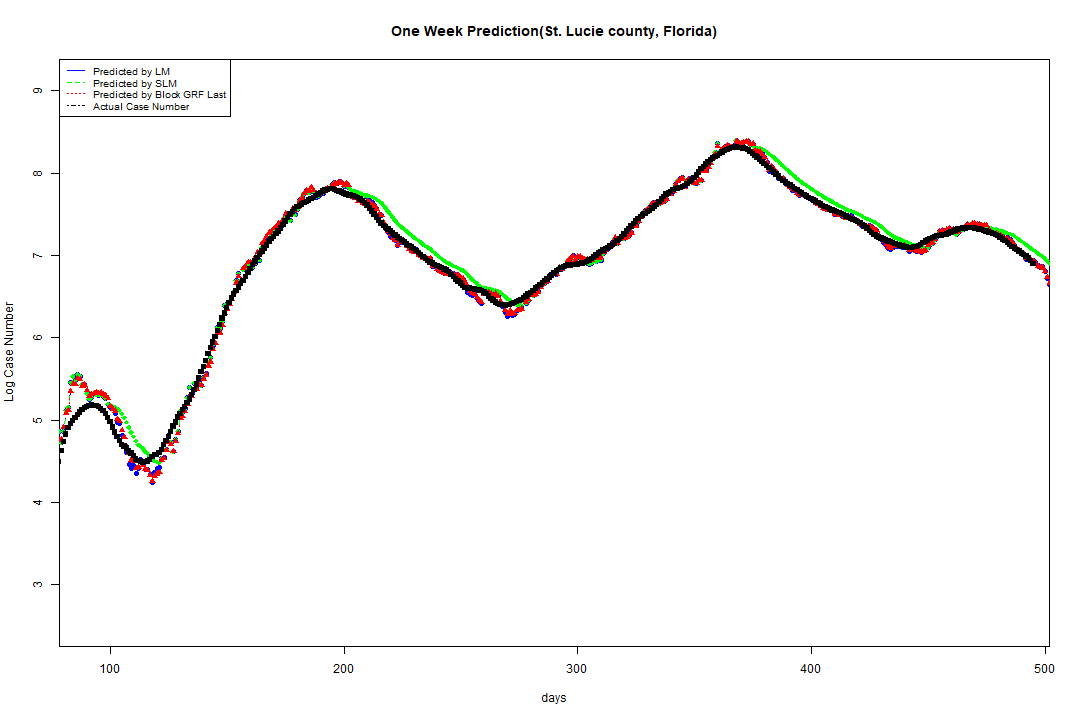 One Week Prediction(St. Lucie county, Florida)
Predicted by LM
Predicted by SLM
Predicted by Block GRF Last
Actual Case Number
9
8
7
6
5
4
3
Log Case Number
100 200 300 400 500
days